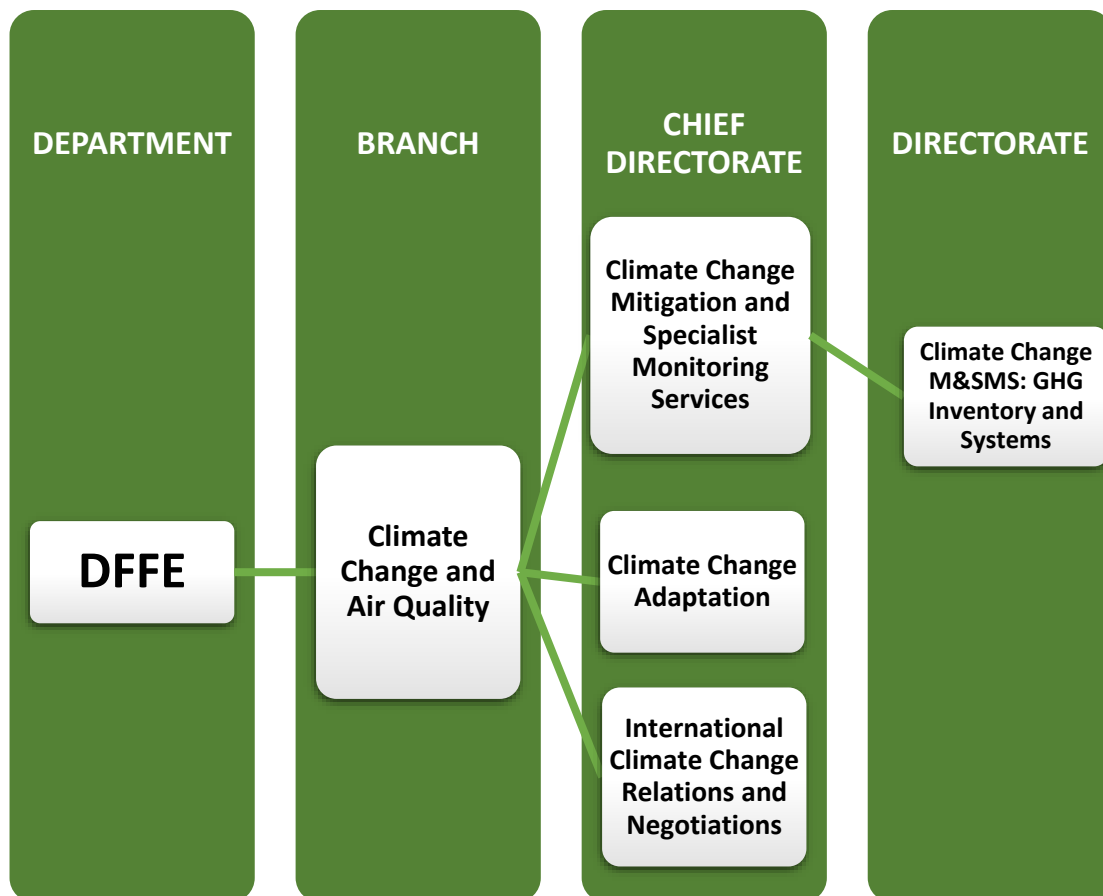 DEPARTMENT
BRANCH
CHIEF
DIRECTORATE
DIRECTORATE
DFFE
Climate
Change and
Air Quality
Climate Change
Mitigation and
Specialist
Monitoring
Services
Climate Change
Adaptation
International
Climate Change
Relations and
Negotiations
Climate Change
M&SMS: GHG
Inventory and
Systems